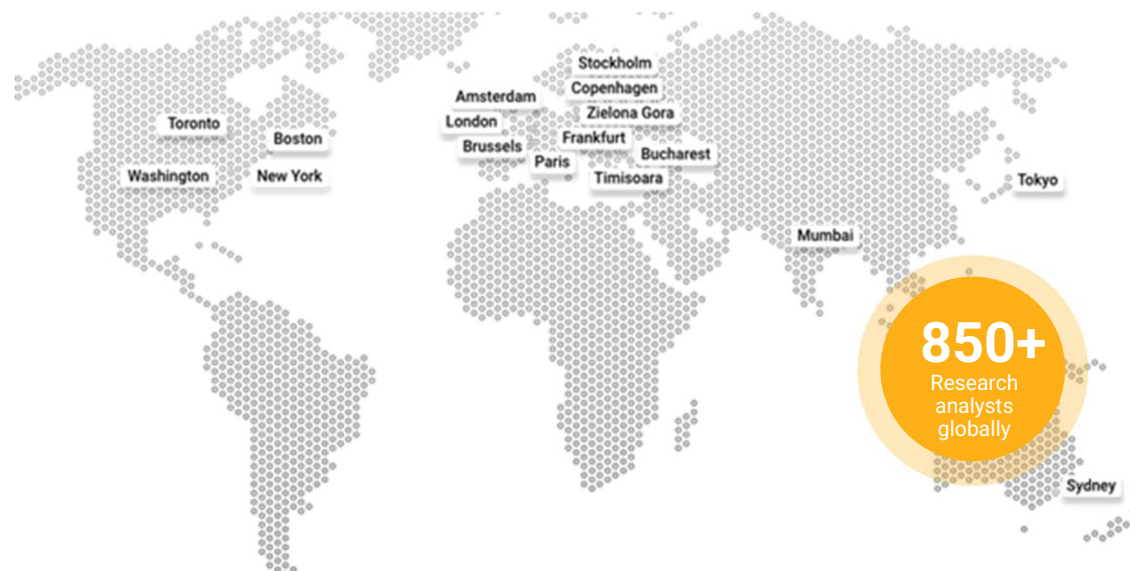 Stockholm
Copenhagen
Amsterdam
Zielona Gora
London
Toronto
Frankfurt
Boston
Brussels
Bucharest
Paris
Washington
New York
Timisoara
Tokyo
Mumbai
850+
Research
analysts
globally
Sydney